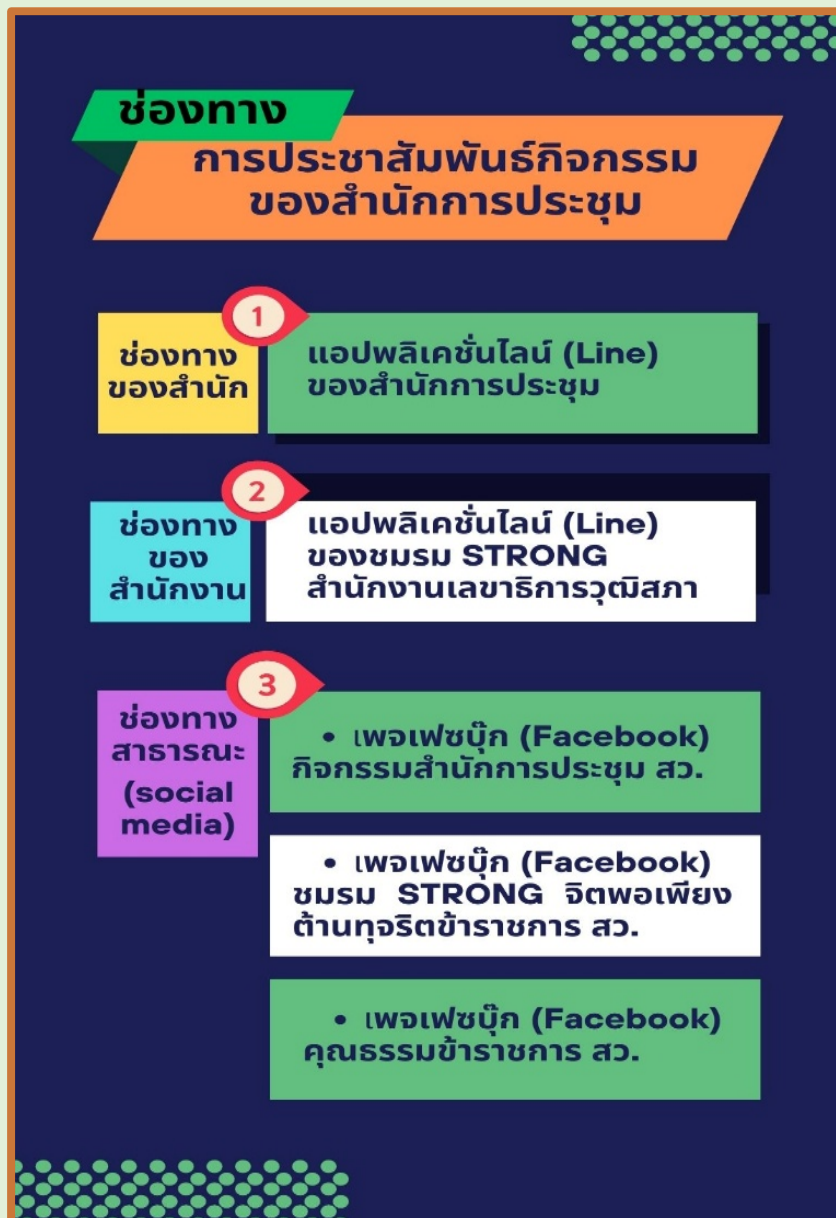 ช่องทาง
การประชาสัมพันธ์กิจกรรม
ของสำนักการประชุม
1
ช่องทาง
ของสำนัก
แอปพลิเคชั่นไลน์ (Line)
ของสำนักการประชุม
2
ช่องทาง
ของ
สำนักงาน
แอปพลิเคชั่นไลน์ (Line)
ของชมรม STRONG
สำนักงานเลขาธิการวุฒิสภา
3
ช่องทาง
สาธารณะ
(social
media)
• เพจเฟซบุ๊ก (Facebook)
กิจกรรมสำนักการประชุม สว.
• เพจเฟซบุ๊ก (Facebook)
ชมรม STRONG จิตพอเพียง
ต้านทุจริตข้าราชการ สว.
• เพจเฟซบุ๊ก (Facebook)
คุณธรรมข้าราชการ สว.